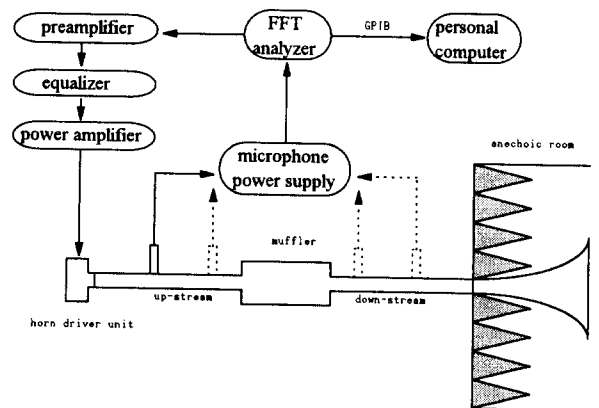 preamplifier
FFT
analyzer
GPIB
personal
computer
equalizer
power amplifier
microphone
power supply
anechoic room
muffler
up-stream
down-stream
horn driver unit